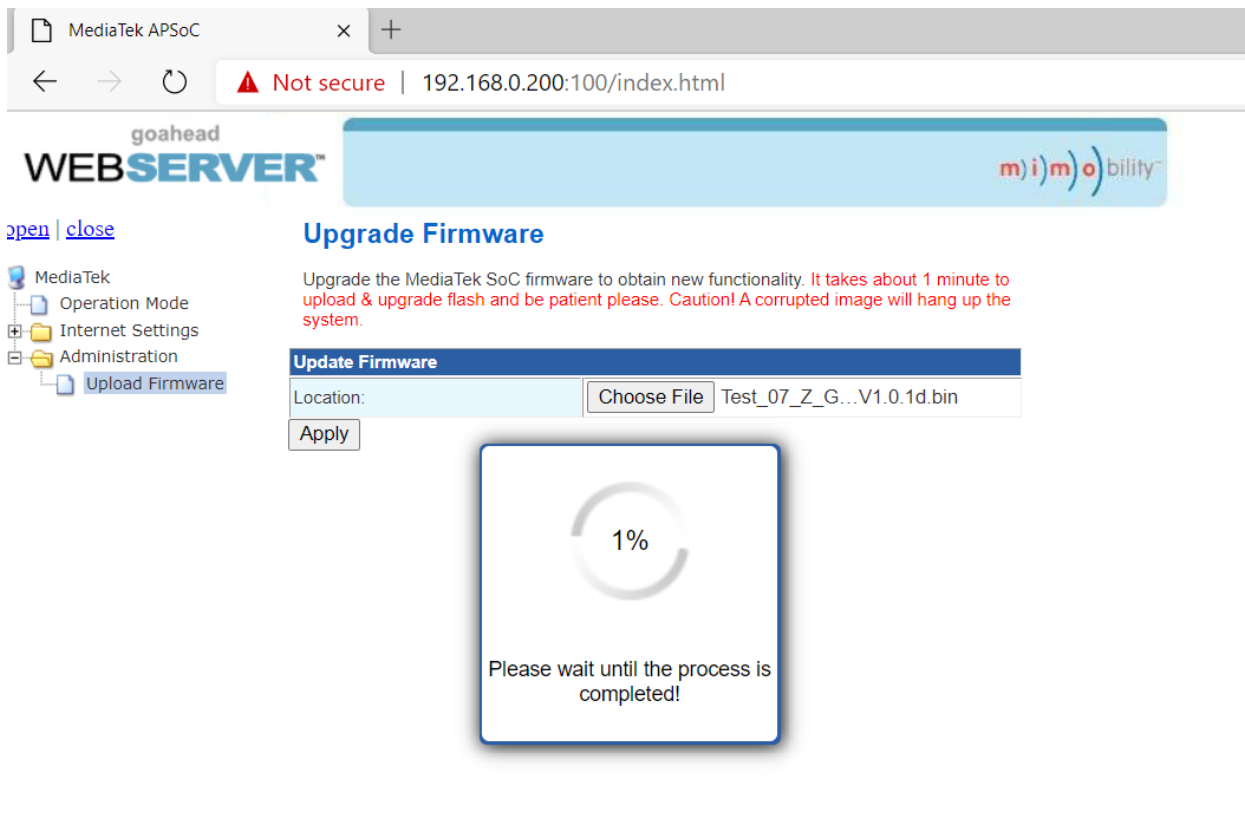 MediaTek APSoC
Not secure | 192.168.0.200:100/index.html
goahead
WEBSERVER™
m)i)m)o)bility™
open | close
MediaTek
Operation Mode
Internet Settings
Administration
Upload Firmware
Upgrade Firmware
Upgrade the MediaTek SoC firmware to obtain new functionality. It takes about 1 minute to
upload & upgrade flash and be patient please. Caution! A corrupted image will hang up the
system.
Update Firmware
Location: Choose File Test_07_Z_G...V1.0.1d.bin
Apply
1%
Please wait until the process is
completed!